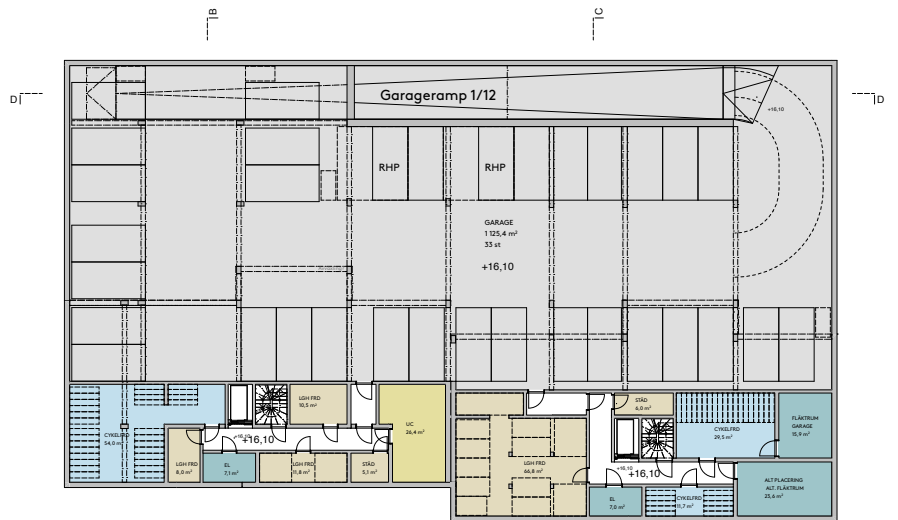 B
C
D
D
Garageramp 1/12
+16,10
RHP
RHP
GARAGE
1 125,4 m²
33 st
+16,10
LGH FRD
10,5 m²
UC
26,4 m²
CYKELFRD
54,0 m²
+16,10
+16,10
LGH FRD
8,0 m²
EL
7,1 m²
LGH FRD
11,8 m²
STÄD
5,1 m²
STÄD
6,0 m²
CYKELFRD
29,5 m²
FLÄKTRUM
GARAGE
15,9 m²
LGH FRD
66,8 m²
+16,10
+16,10
EL
7,0 m²
CYKELFRD
11,7 m²
ALT PLACERING
ALT. FLÄKTRUM
25,6 m²